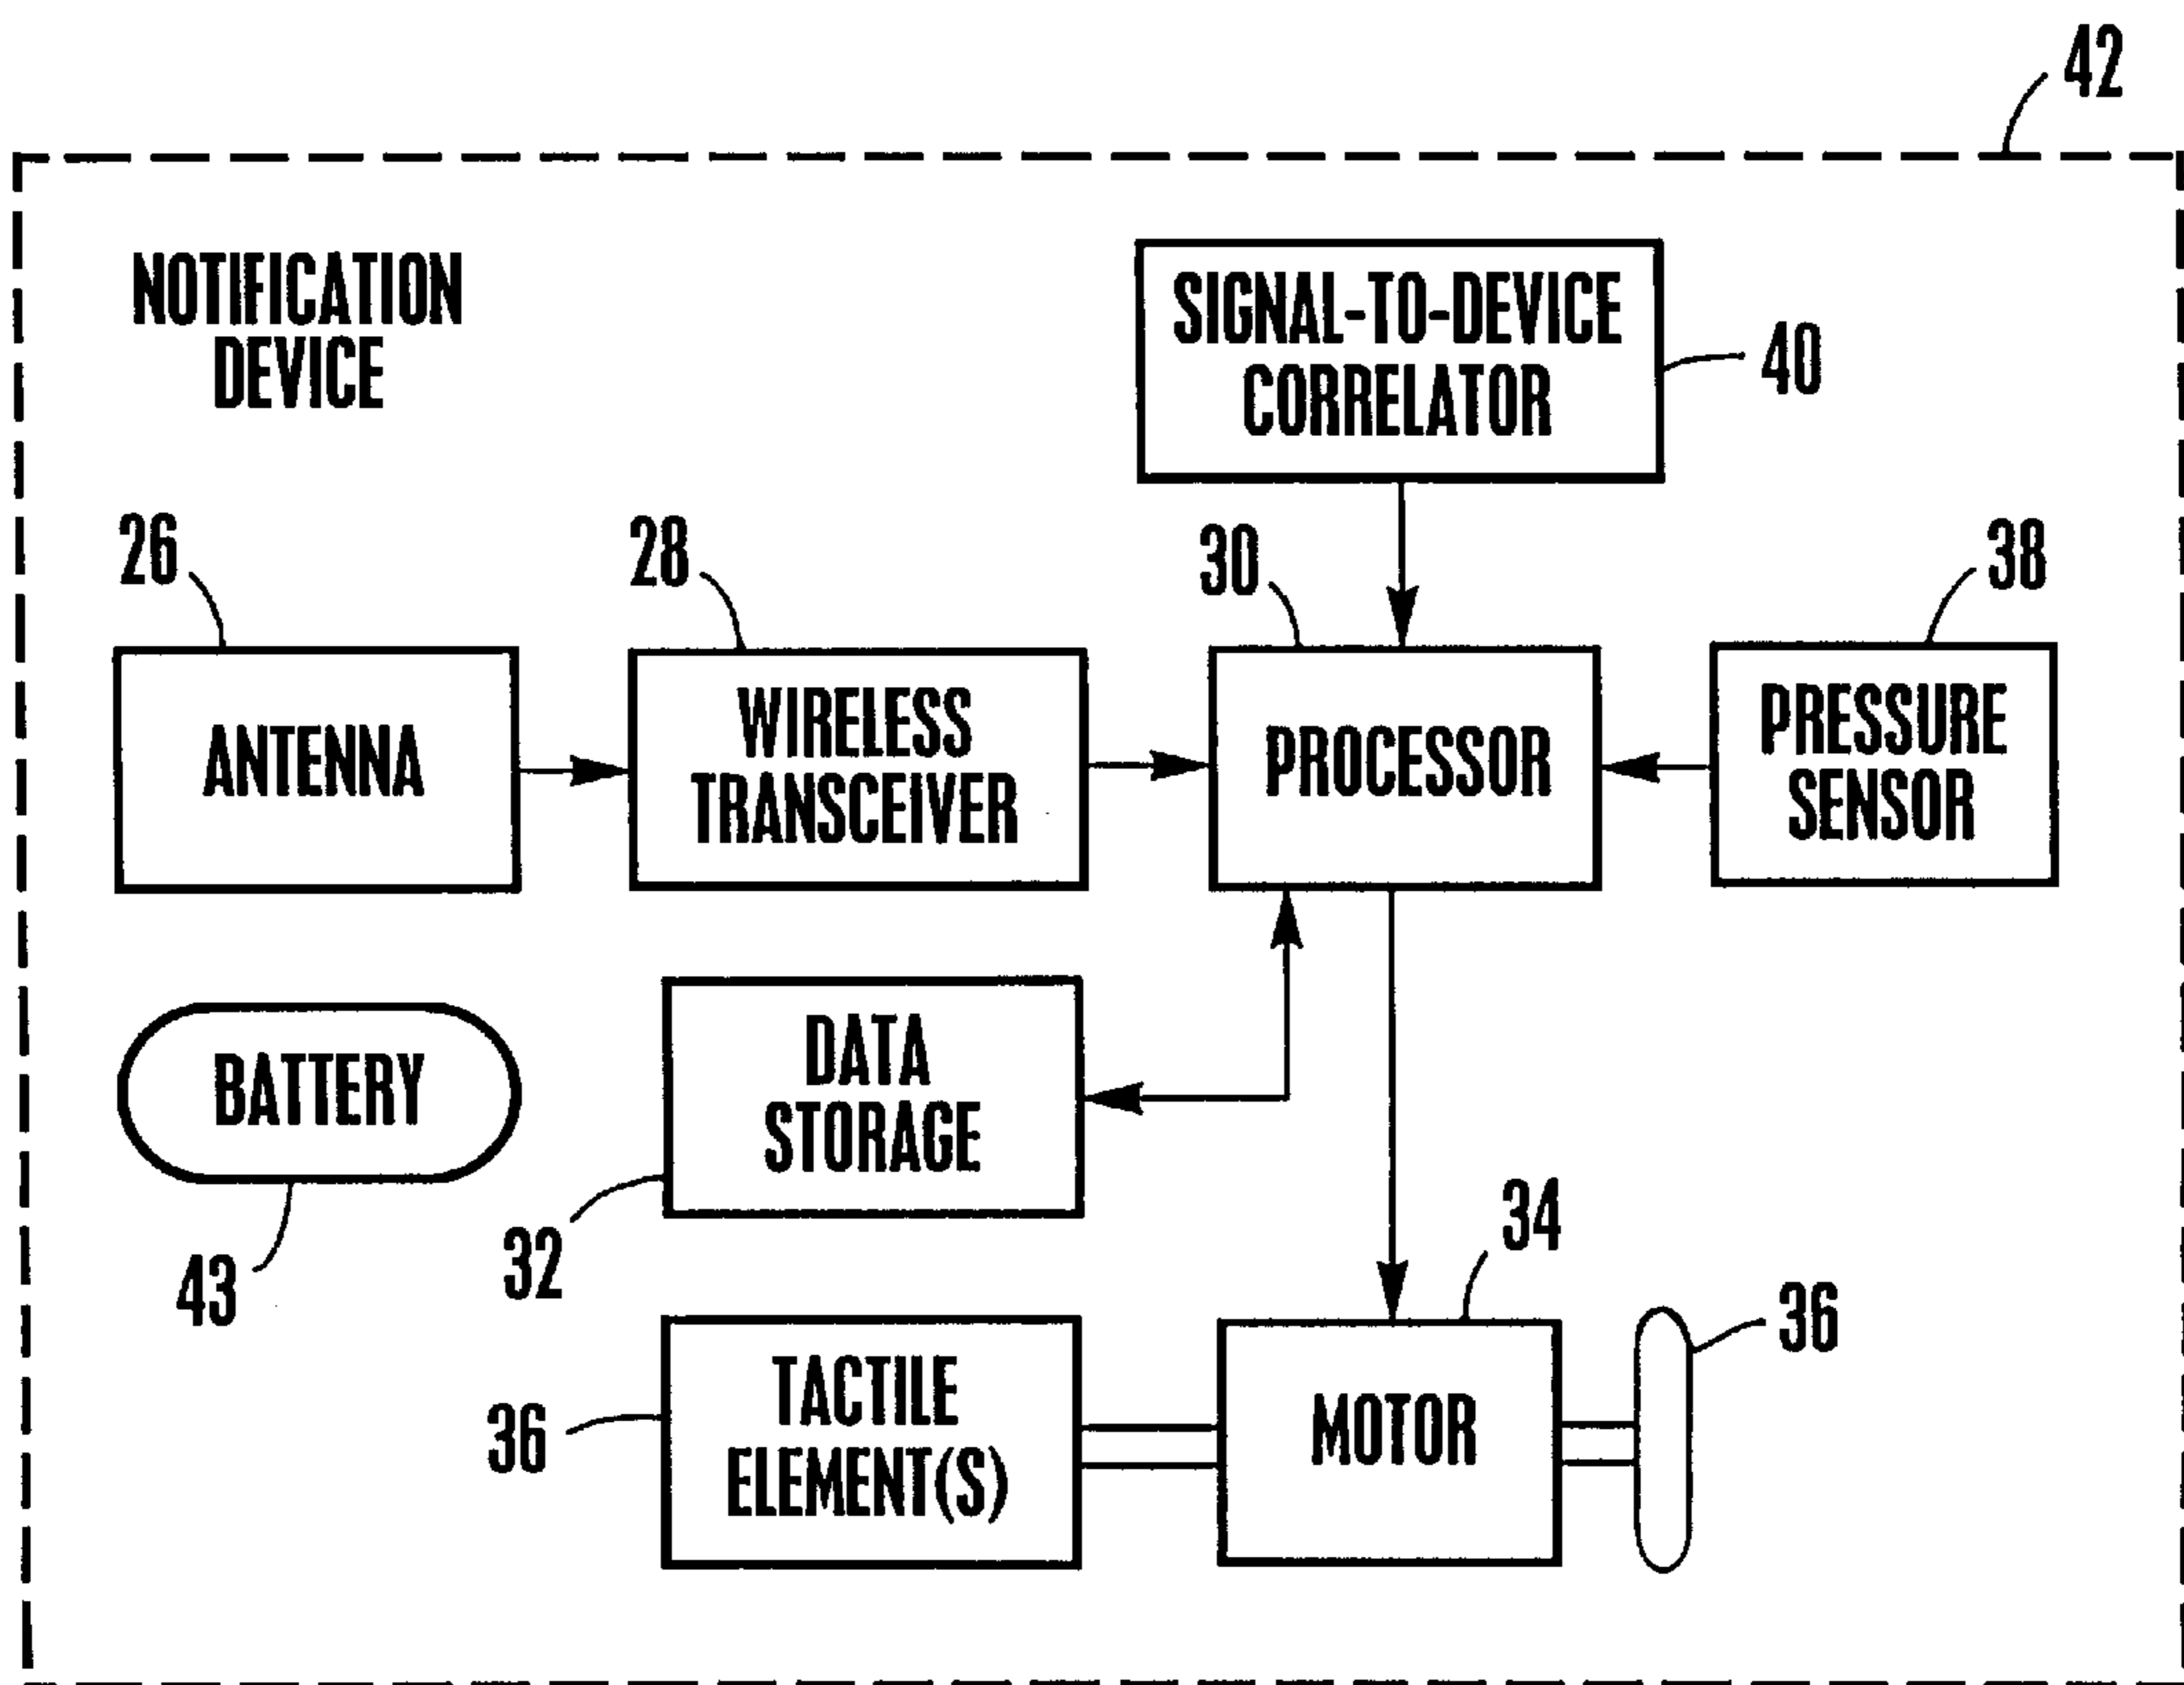 42
NOTIFICATION
DEVICE
SIGNAL-TO-DEVICE
CORRELATOR
40
26
28
30
38
ANTENNA
WIRELESS
TRANSCEIVER
PROCESSOR
PRESSURE
SENSOR
BATTERY
43
DATA
STORAGE
32
34
36
TACTILE
ELEMENT(S)
36
MOTOR